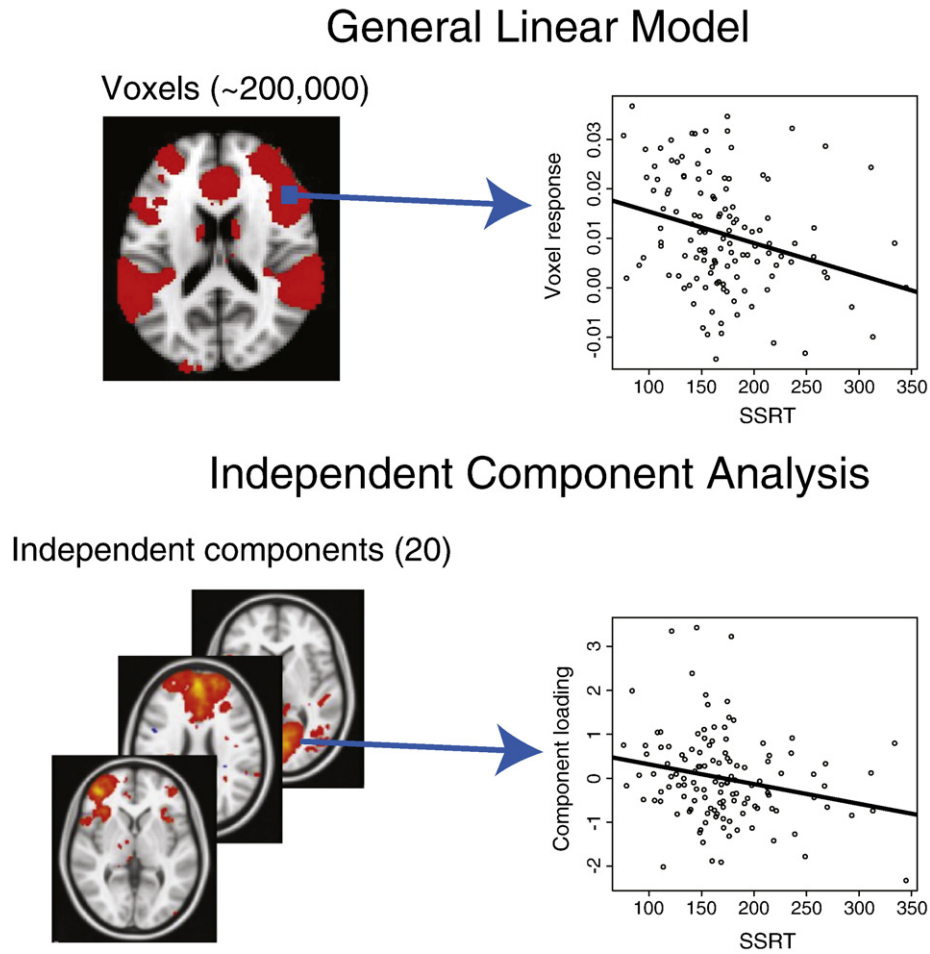 General Linear Model
Voxels (~200,000)
Voxel response
0.03
0.02
0.01
0.00
-0.01
100 150 200 250 300 350
SSRT
Independent Component Analysis
Independent components (20)
Component loading
3
2
1
0
-1
-2
100 150 200 250 300 350
SSRT